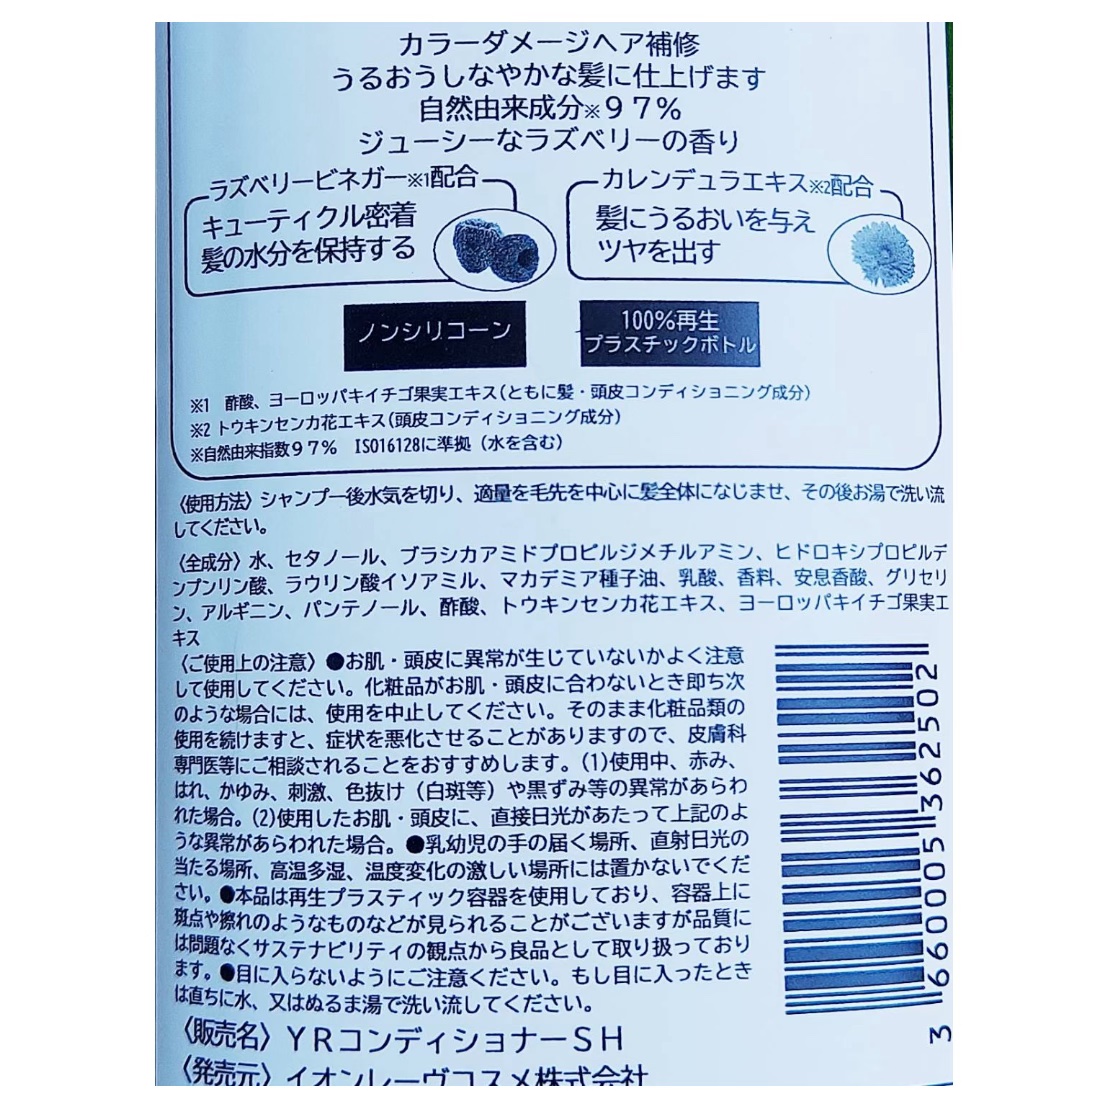 カラーダメージヘア補修
うるおうしなやかな髪に仕上げます
自然由来成分※９７％
ジューシーなラズベリーの香り
ラズベリービネガー※1配合
キューティクル密着
髪の水分を保持する
カレンデュラエキス※2配合
髪にうるおいを与え
ツヤを出す
ノンシリコーン
100%再生
プラスチックボトル
※1 酢酸、ヨーロッパキイチゴ果実エキス(ともに髪・頭皮コンディショニング成分)
※2 トウキンセンカ花エキス(頭皮コンディショニング成分)
※自然由来指数９７％ ISO16128に準拠（水を含む）
〈使用方法〉シャンプー後水気を切り、適量を毛先を中心に髪全体になじませ、その後お湯で洗い流
してください。
〈全成分〉水、セタノール、ブラシカアミドプロピルジメチルアミン、ヒドロキシプロピルデ
ンプンリン酸、ラウリン酸イソアミル、マカデミア種子油、乳酸、香料、安息香酸、グリセリ
ン、アルギニン、パンテノール、酢酸、トウキンセンカ花エキス、ヨーロッパキイチゴ果実エ
キス
〈ご使用上の注意〉●お肌・頭皮に異常が生じていないかよく注意
して使用してください。化粧品がお肌・頭皮に合わないとき即ち次
のような場合には、使用を中止してください。そのまま化粧品類の
使用を続けますと、症状を悪化させることがありますので、皮膚科
専門医等にご相談されることをおすすめします。(1)使用中、赤み、
はれ、かゆみ、刺激、色抜け（白斑等）や黒ずみ等の異常があらわ
れた場合。(2)使用したお肌・頭皮に、直接日光があたって上記のよ
うな異常があらわれた場合。●乳幼児の手の届く場所、直射日光の
当たる場所、高温多湿、温度変化の激しい場所には置かないでくだ
さい。●本品は再生プラスティック容器を使用しており、容器上に
斑点や擦れのようなものなどが見られることがございますが品質に
は問題なくサステナビリティの観点から良品として取り扱っており
ます。●目に入らないようにご注意ください。もし目に入ったとき
は直ちに水、又はぬるま湯で洗い流してください。
〈販売名〉ＹＲコンディショナーＳＨ
〈発売元〉イオンレーヴコスメ株式会社
3 660005 362502